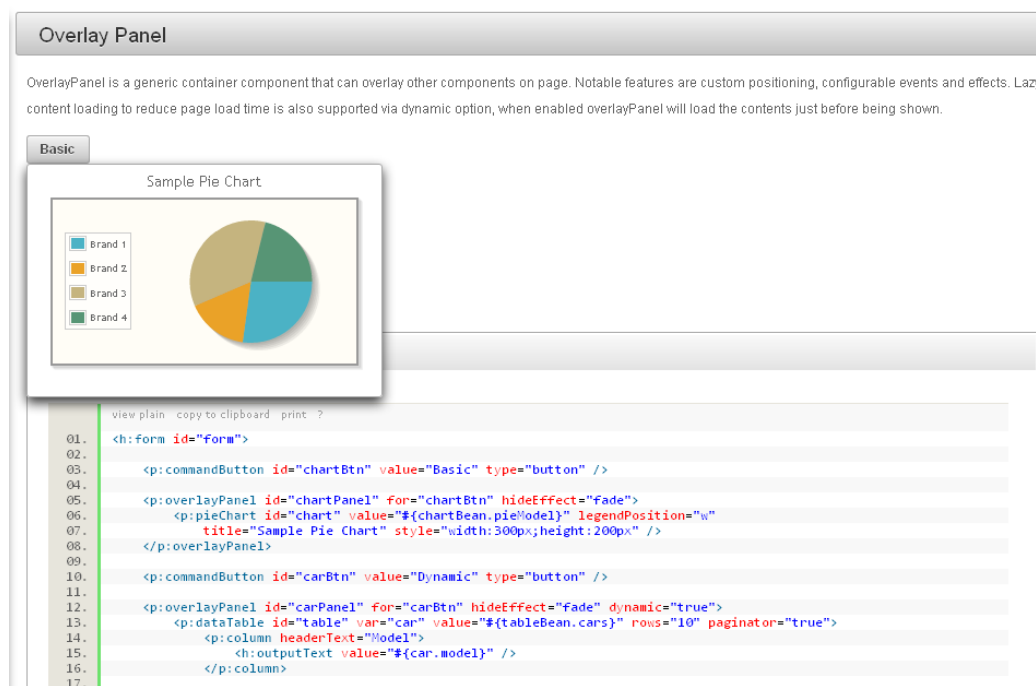 Overlay Panel
OverlayPanel is a generic container component that can overlay other components on page. Notable features are custom positioning, configurable events and effects. Laz
content loading to reduce page load time is also supported via dynamic option, when enabled overlayPanel will load the contents just before being shown.
Basic
Sample Pie Chart
Brand 1
Brand 2
Brand 3
Brand 4
view plain copy to clipboard print ?
01. <h:form id="form">
02.
03. <p:commandButton id="chartBtn" value="Basic" type="button" />
04.
05. <p:overlayPanel id="chartPanel" for="chartBtn" hideEffect="fade">
06. <p:pieChart id="chart" value="#{chartBean.pieModel}" legendPosition="w"
07. title="Sample Pie Chart" style="width:300px;height:200px" />
08. </p:overlayPanel>
09.
10. <p:commandButton id="carBtn" value="Dynamic" type="button" />
11.
12. <p:overlayPanel id="carPanel" for="carBtn" hideEffect="fade" dynamic="true">
13. <p:dataTable id="table" var="car" value="#{tableBean.cars}" rows="10" paginator="true">
14. <p:column headerText="Model">
15. <h:outputText value="#{car.model}" />
16. </p:column>
17.